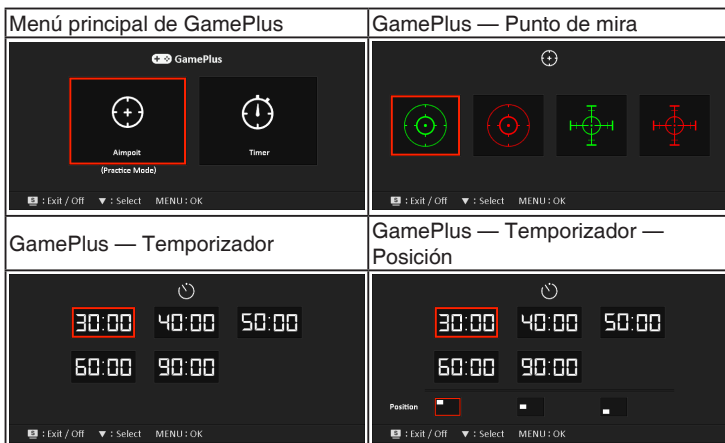 Menú principal de GamePlus
GamePlus — Punto de mira
GamePlus
Aimpoit
(Practice Mode)
Timer
S : Exit / Off ▼ : Select MENU : OK
S : Exit / Off ▼ : Select MENU : OK
GamePlus — Temporizador
GamePlus — Temporizador —
Posición
30:00 40:00 50:00
60:00 90:00
S : Exit / Off ▼ : Select MENU : OK
30:00 40:00 50:00
60:00 90:00
Position
S : Exit / Off ▼ : Select MENU : OK